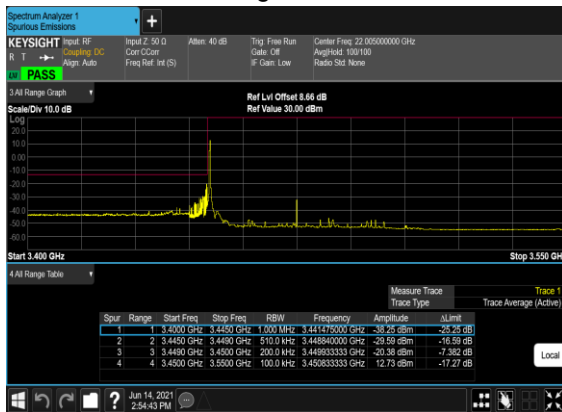 Spectrum Analyzer 1
Spurious Emissions
KEYSIGHT Input: RF Input Z: 50 Ω Atten: 40 dB Trig: Free Run Center Freq: 22.005000000 GHz
R T Coupling: DC Corr CCorr Gate: Off Avg|Hold: 100/100
Align: Auto Freq Ref: Int (S) IF Gain: Low Radio Std: None
PASS
3 All Range Graph
Ref Lvl Offset 8.66 dB
Scale/Div 10.0 dB Ref Value 30.00 dBm
Log
20.0
10.0
0.00
-10.0
-20.0
-30.0
-40.0
-50.0
-60.0
Start 3.400 GHz Stop 3.550 GH
4 All Range Table
Measure Trace Trace 1
Trace Type Trace Average (Active)
Spur Range Start Freq Stop Freq RBW Frequency Amplitude ΔLimit
1 1 3.4000 GHz 3.4450 GHz 1.000 MHz 3.441475000 GHz -38.25 dBm -25.25 dB
2 2 3.4450 GHz 3.4490 GHz 510.0 kHz 3.448840000 GHz -29.59 dBm -16.59 dB
3 3 3.4490 GHz 3.4500 GHz 200.0 kHz 3.449933333 GHz -20.38 dBm -7.382 dB
4 4 3.4500 GHz 3.5500 GHz 100.0 kHz 3.450833333 GHz 12.73 dBm -17.27 dB
Local
? Jun 14, 2021
2:54:43 PM